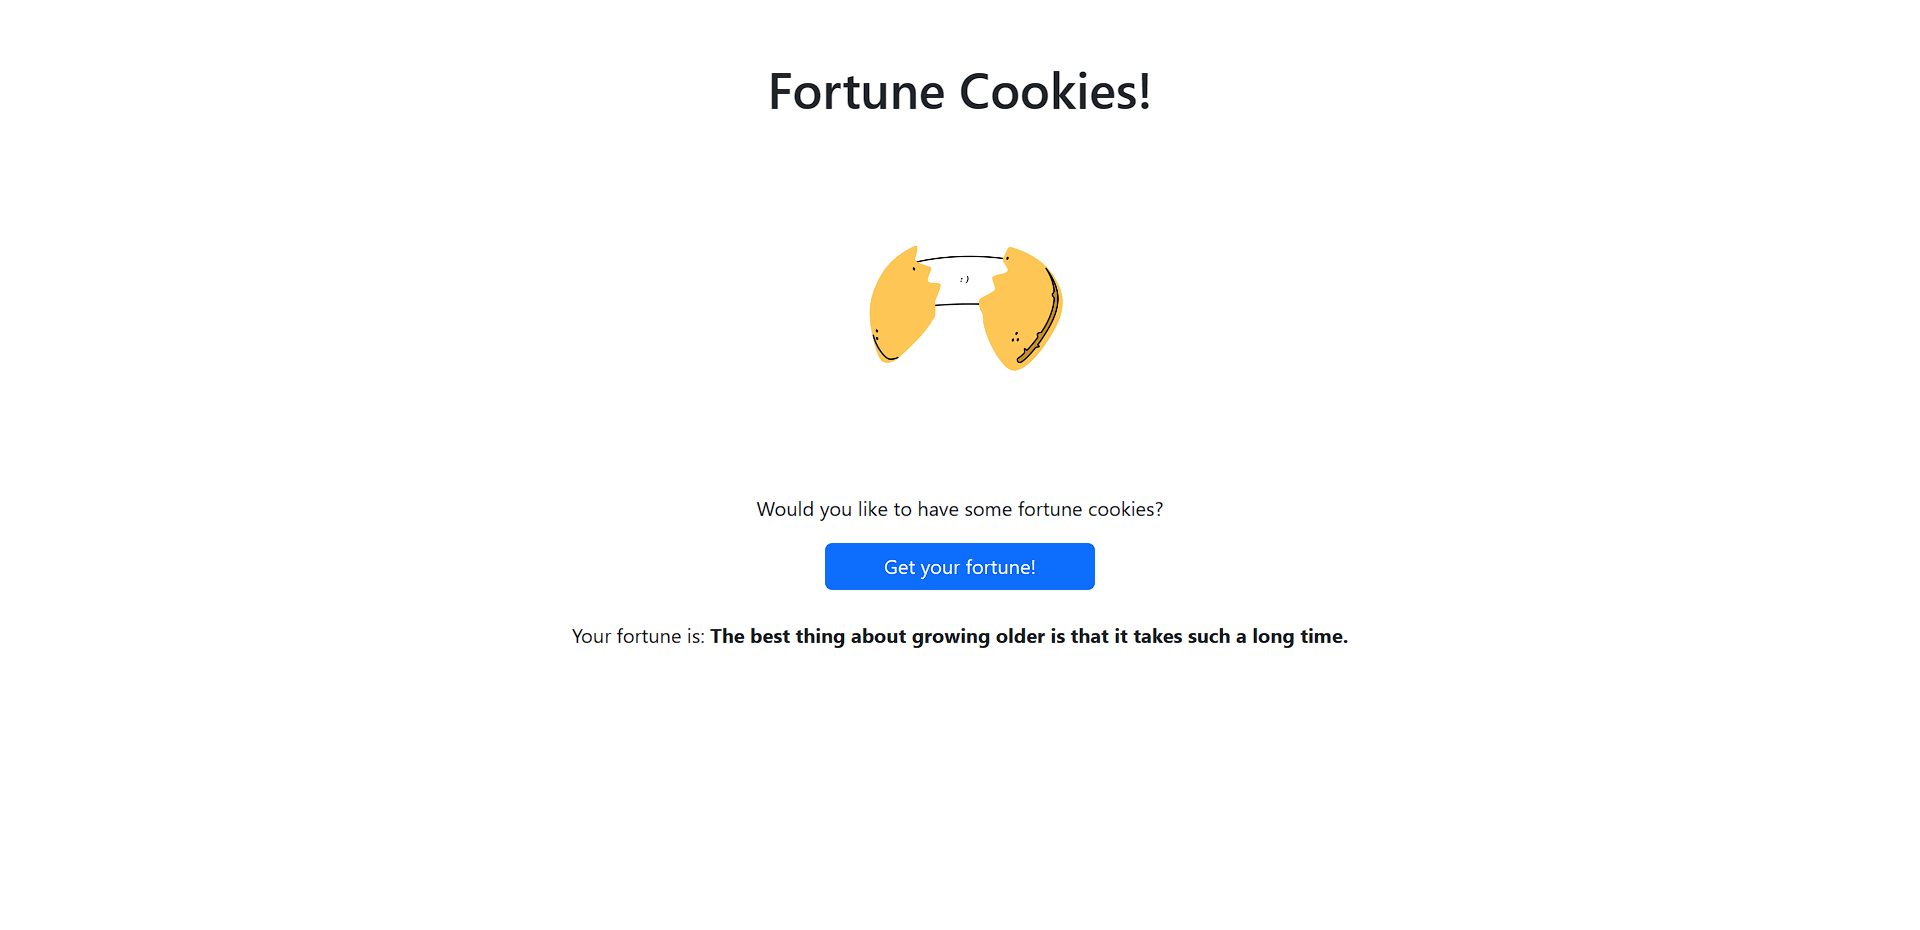 Fortune Cookies!
:)
Would you like to have some fortune cookies?
Get your fortune!
Your fortune is: The best thing about growing older is that it takes such a long time.